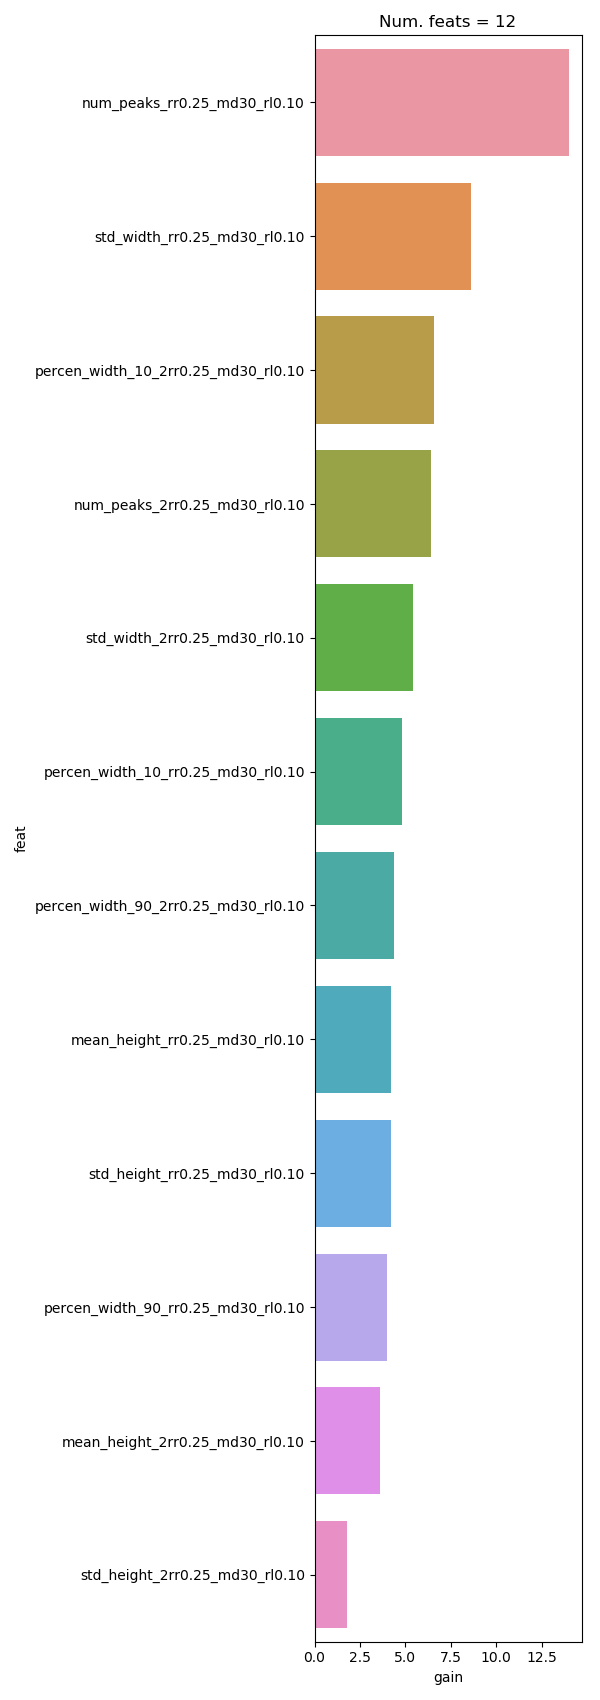 Num. feats = 12
num_peaks_rr0.25_md30_rl0.10
std_width_rr0.25_md30_rl0.10
percen_width_10_2rr0.25_md30_rl0.10
num_peaks_2rr0.25_md30_rl0.10
std_width_2rr0.25_md30_rl0.10
percen_width_10_rr0.25_md30_rl0.10
feat
percen_width_90_2rr0.25_md30_rl0.10
mean_height_rr0.25_md30_rl0.10
std_height_rr0.25_md30_rl0.10
percen_width_90_rr0.25_md30_rl0.10
mean_height_2rr0.25_md30_rl0.10
std_height_2rr0.25_md30_rl0.10
0.0 2.5 5.0 7.5 10.0 12.5
gain